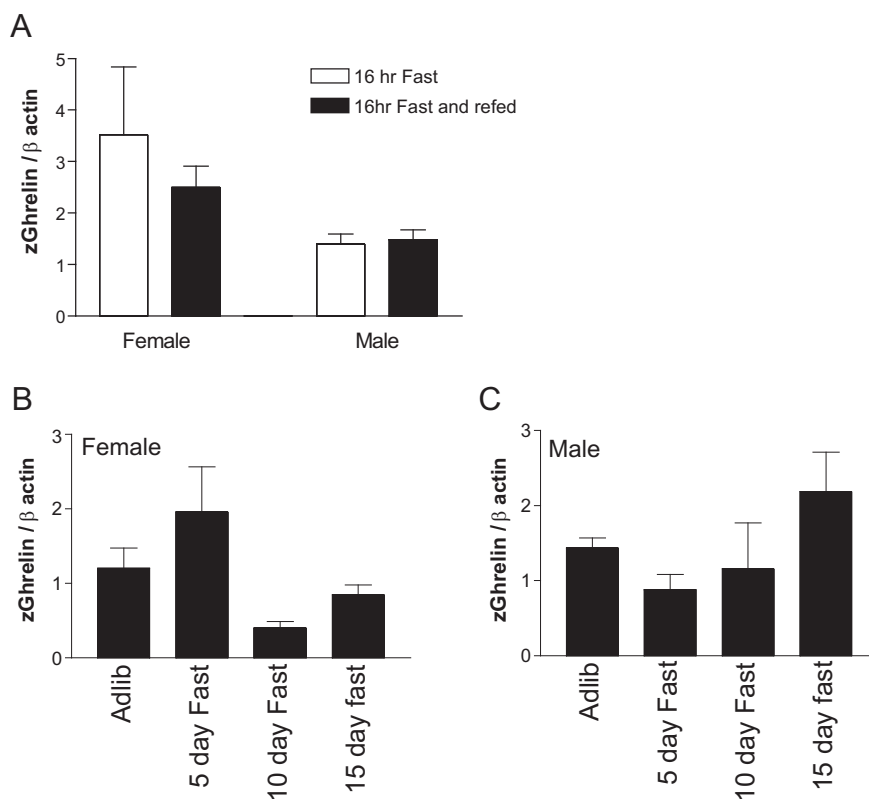 A
zGhrelin / β actin
5
4
3
2
1
0
16 hr Fast
16hr Fast and refed
Female
Male
B
zGhrelin / β actin
3
2
1
0
Female
Adlib
5 day Fast
10 day Fast
15 day fast
C
zGhrelin / β actin
3
2
1
0
Male
Adlib
5 day Fast
10 day Fast
15 day fast